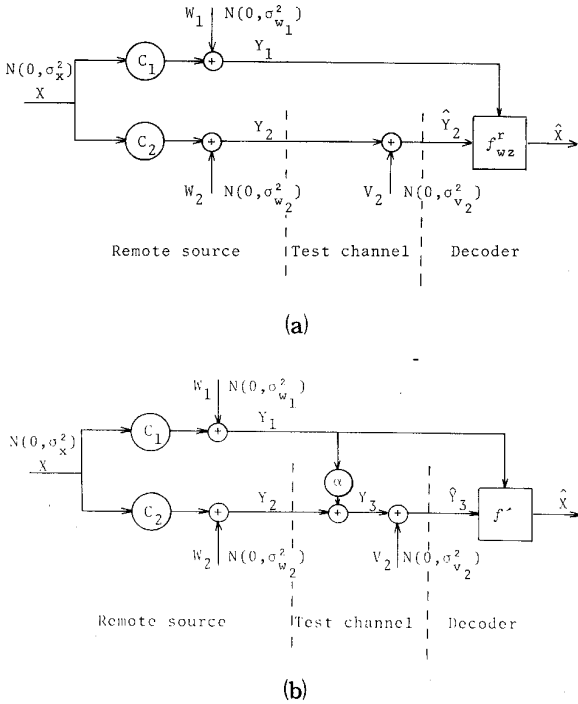 W₁ N(0,σ²w₁)
N(0,σ²x) C₁ + Y₁
X
C₂ + Y₂ + Ŷ₂ fʳwz X̂
W₂ N(0,σ²w₂) V₂ N(0,σ²v₂)
Remote source Test channel Decoder
(a)
W₁ N(0,σ²w₁)
N(0,σ²x) C₁ + Y₁
X α
C₂ + Y₂ + Y₃ + Ŷ₃ f´ X̂
W₂ N(0,σ²w₂) V₂ N(0,σ²v₂)
Remote source Test channel Decoder
(b)